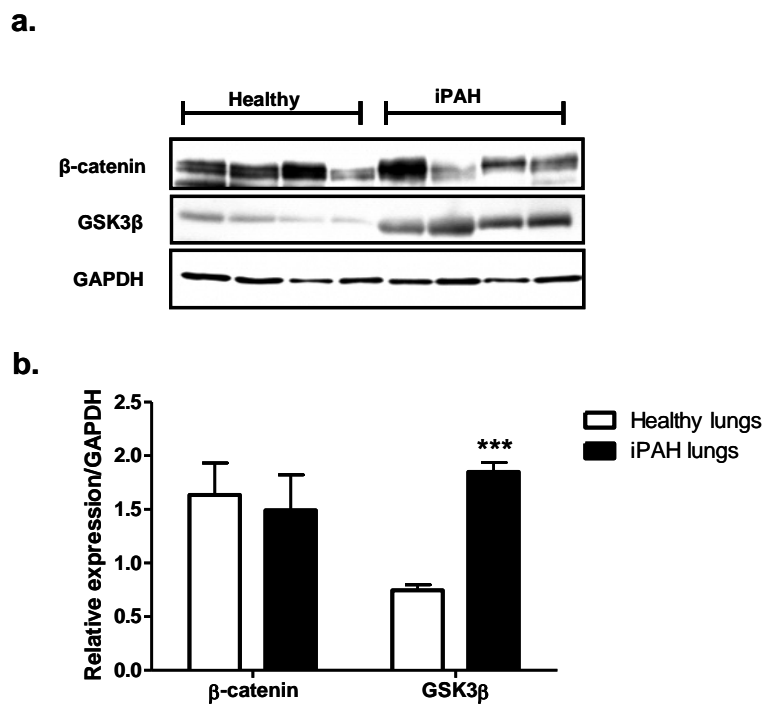 a.
Healthy iPAH
β-catenin
GSK3β
GAPDH
b.
Relative expression/GAPDH
2.5
2.0
1.5
1.0
0.5
0.0
***
Healthy lungs
iPAH lungs
β-catenin GSK3β